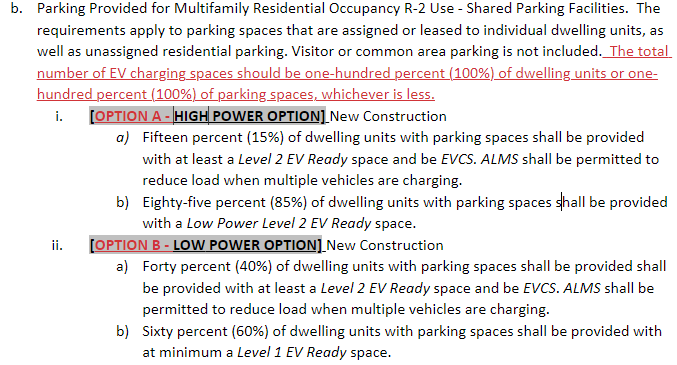 b. Parking Provided for Multifamily Residential Occupancy R-2 Use - Shared Parking Facilities. The
requirements apply to parking spaces that are assigned or leased to individual dwelling units, as
well as unassigned residential parking. Visitor or common area parking is not included. The total
number of EV charging spaces should be one-hundred percent (100%) of dwelling units or one-
hundred percent (100%) of parking spaces, whichever is less.
i. [OPTION A - HIGH POWER OPTION] New Construction
a) Fifteen percent (15%) of dwelling units with parking spaces shall be provided
with at least a Level 2 EV Ready space and be EVCS. ALMS shall be permitted to
reduce load when multiple vehicles are charging.
b) Eighty-five percent (85%) of dwelling units with parking spaces shall be provided
with a Low Power Level 2 EV Ready space.
ii. [OPTION B - LOW POWER OPTION] New Construction
a) Forty percent (40%) of dwelling units with parking spaces shall be provided shall
be provided with at least a Level 2 EV Ready space and be EVCS. ALMS shall be
permitted to reduce load when multiple vehicles are charging.
b) Sixty percent (60%) of dwelling units with parking spaces shall be provided with
at minimum a Level 1 EV Ready space.